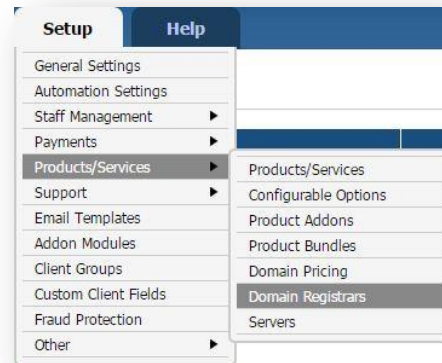 Setup Help
General Settings
Automation Settings
Staff Management
Payments
Products/Services
Support
Email Templates
Addon Modules
Client Groups
Custom Client Fields
Fraud Protection
Other
Products/Services
Configurable Options
Product Addons
Product Bundles
Domain Pricing
Domain Registrars
Servers